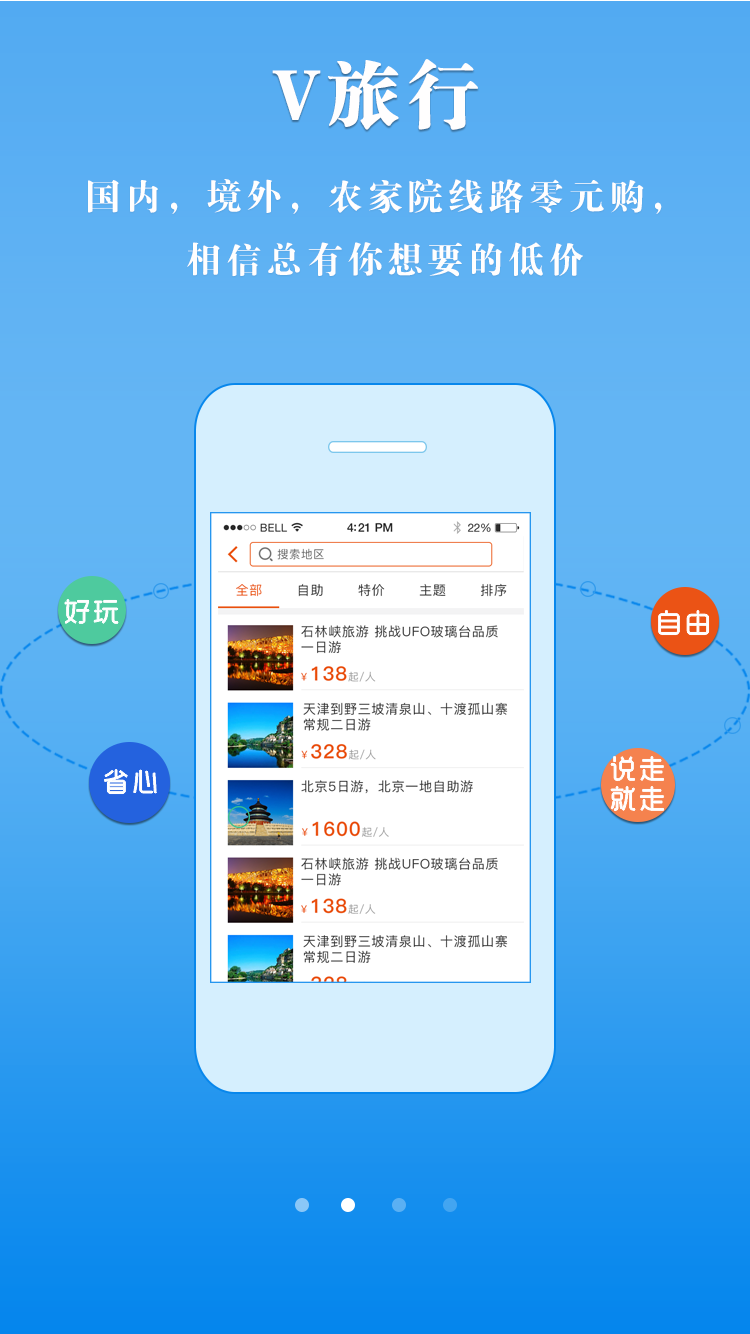 V旅行
国内，境外，农家院线路零元购，
相信总有你想要的低价
●●●○○ BELL 4:21 PM 22%
搜索地区
全部 自助 特价 主题 排序
石林峡旅游 挑战UFO玻璃台品质
一日游
¥138起/人
天津到野三坡清泉山、十渡孤山寨
常规二日游
¥328起/人
北京5日游，北京一地自助游
¥1600起/人
石林峡旅游 挑战UFO玻璃台品质
一日游
¥138起/人
天津到野三坡清泉山、十渡孤山寨
常规二日游
好玩
省心
自由
说走
就走